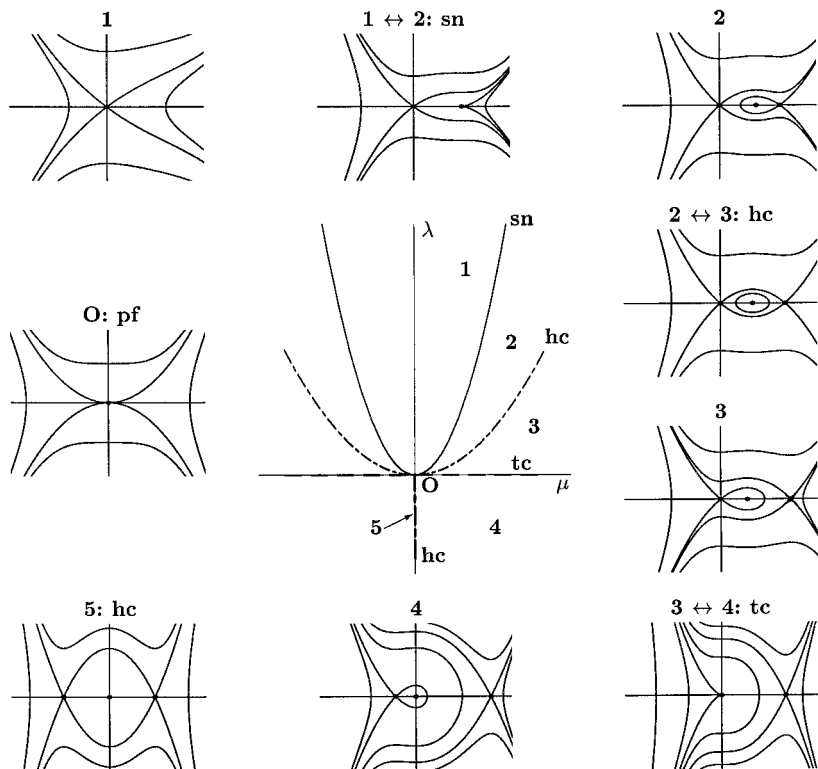 1
1 ↔ 2: sn
2
2 ↔ 3: hc
λ
sn
1
O: pf
2
hc
3
3
tc
O
μ
5
4
hc
5: hc
4
3 ↔ 4: tc